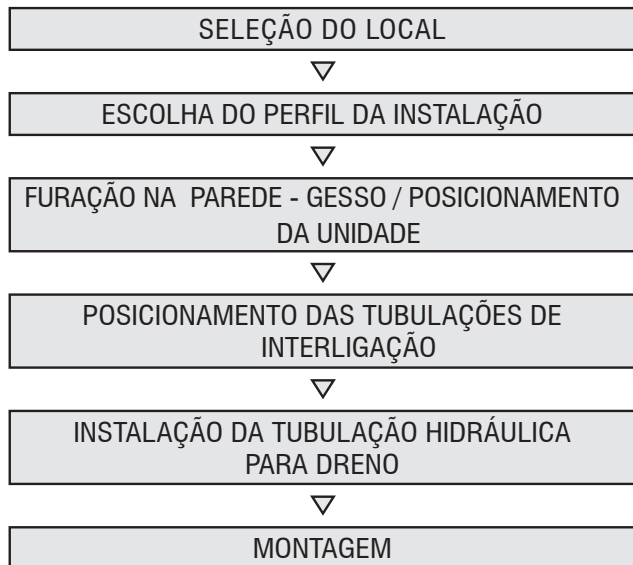 SELEÇÃO DO LOCAL
ESCOLHA DO PERFIL DA INSTALAÇÃO
FURAÇÃO NA PAREDE - GESSO / POSICIONAMENTO
DA UNIDADE
POSICIONAMENTO DAS TUBULAÇÕES DE
INTERLIGAÇÃO
INSTALAÇÃO DA TUBULAÇÃO HIDRÁULICA
PARA DRENO
MONTAGEM